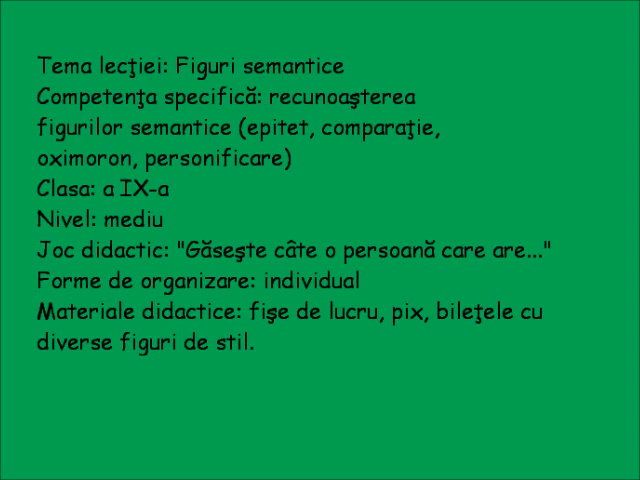 Tema lecţiei: Figuri semantice
Competenţa specifică: recunoaşterea
figurilor semantice (epitet, comparaţie,
oximoron, personificare)
Clasa: a IX-a
Nivel: mediu
Joc didactic: "Găseşte câte o persoană care are..."
Forme de organizare: individual
Materiale didactice: fişe de lucru, pix, bileţele cu
diverse figuri de stil.